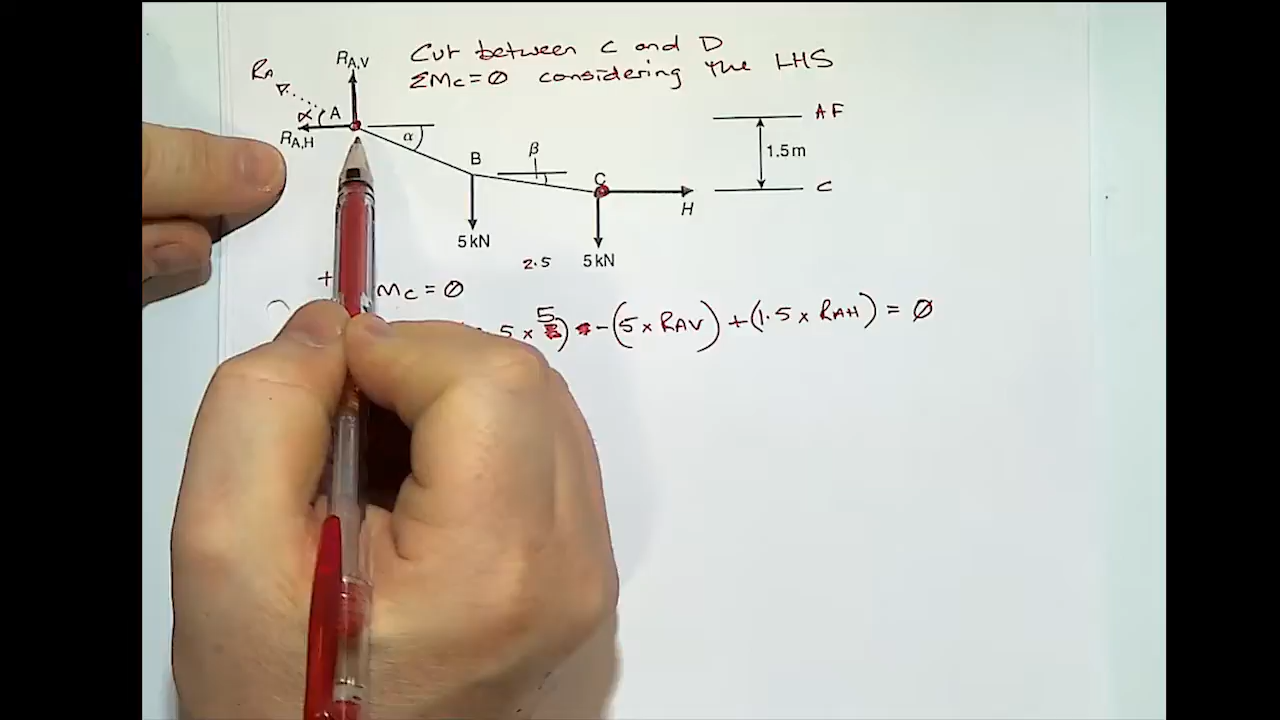 Cut between C and D
ΣMc=0 considering the LHS
RA,V
RA
α A
RA,H
α
B
β
C
H
5 kN
2.5 5 kN
AF
1.5 m
C
+ Mc = 0
5 x 5) -(5 x RAV) +(1.5 x RAH) = 0